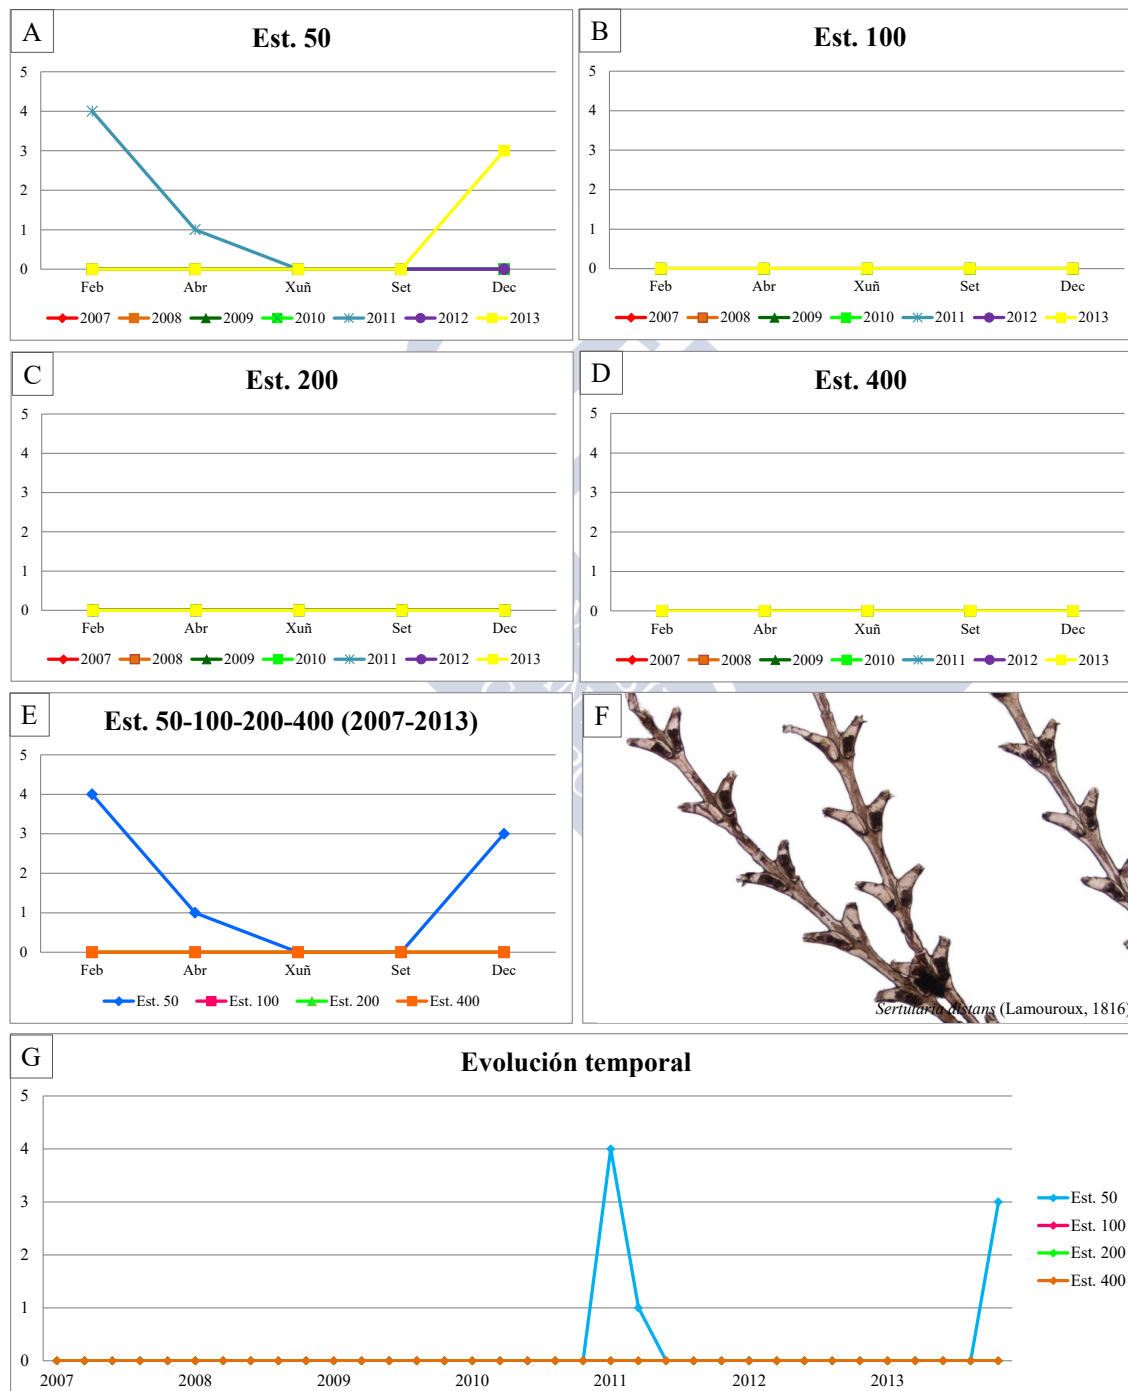 A
Est. 50
5
4
3
2
1
0
Feb Abr Xuñ Set Dec
2007 2008 2009 2010 2011 2012 2013
B
Est. 100
5
4
3
2
1
0
Feb Abr Xuñ Set Dec
2007 2008 2009 2010 2011 2012 2013
C
Est. 200
5
4
3
2
1
0
Feb Abr Xuñ Set Dec
2007 2008 2009 2010 2011 2012 2013
D
Est. 400
5
4
3
2
1
0
Feb Abr Xuñ Set Dec
2007 2008 2009 2010 2011 2012 2013
E
Est. 50-100-200-400 (2007-2013)
5
4
3
2
1
0
Feb Abr Xuñ Set Dec
Est. 50 Est. 100 Est. 200 Est. 400
F
Sertularia distans (Lamouroux, 1816)
G
Evolución temporal
5
4
3
2
1
0
2007 2008 2009 2010 2011 2012 2013
Est. 50
Est. 100
Est. 200
Est. 400